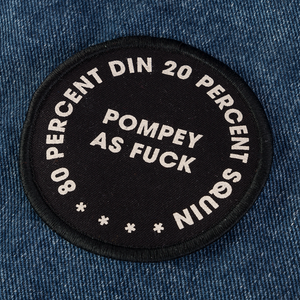 80 PERCENT DIN 20 PERCENT SQUIN
POMPEY
AS FUCK
* * * *